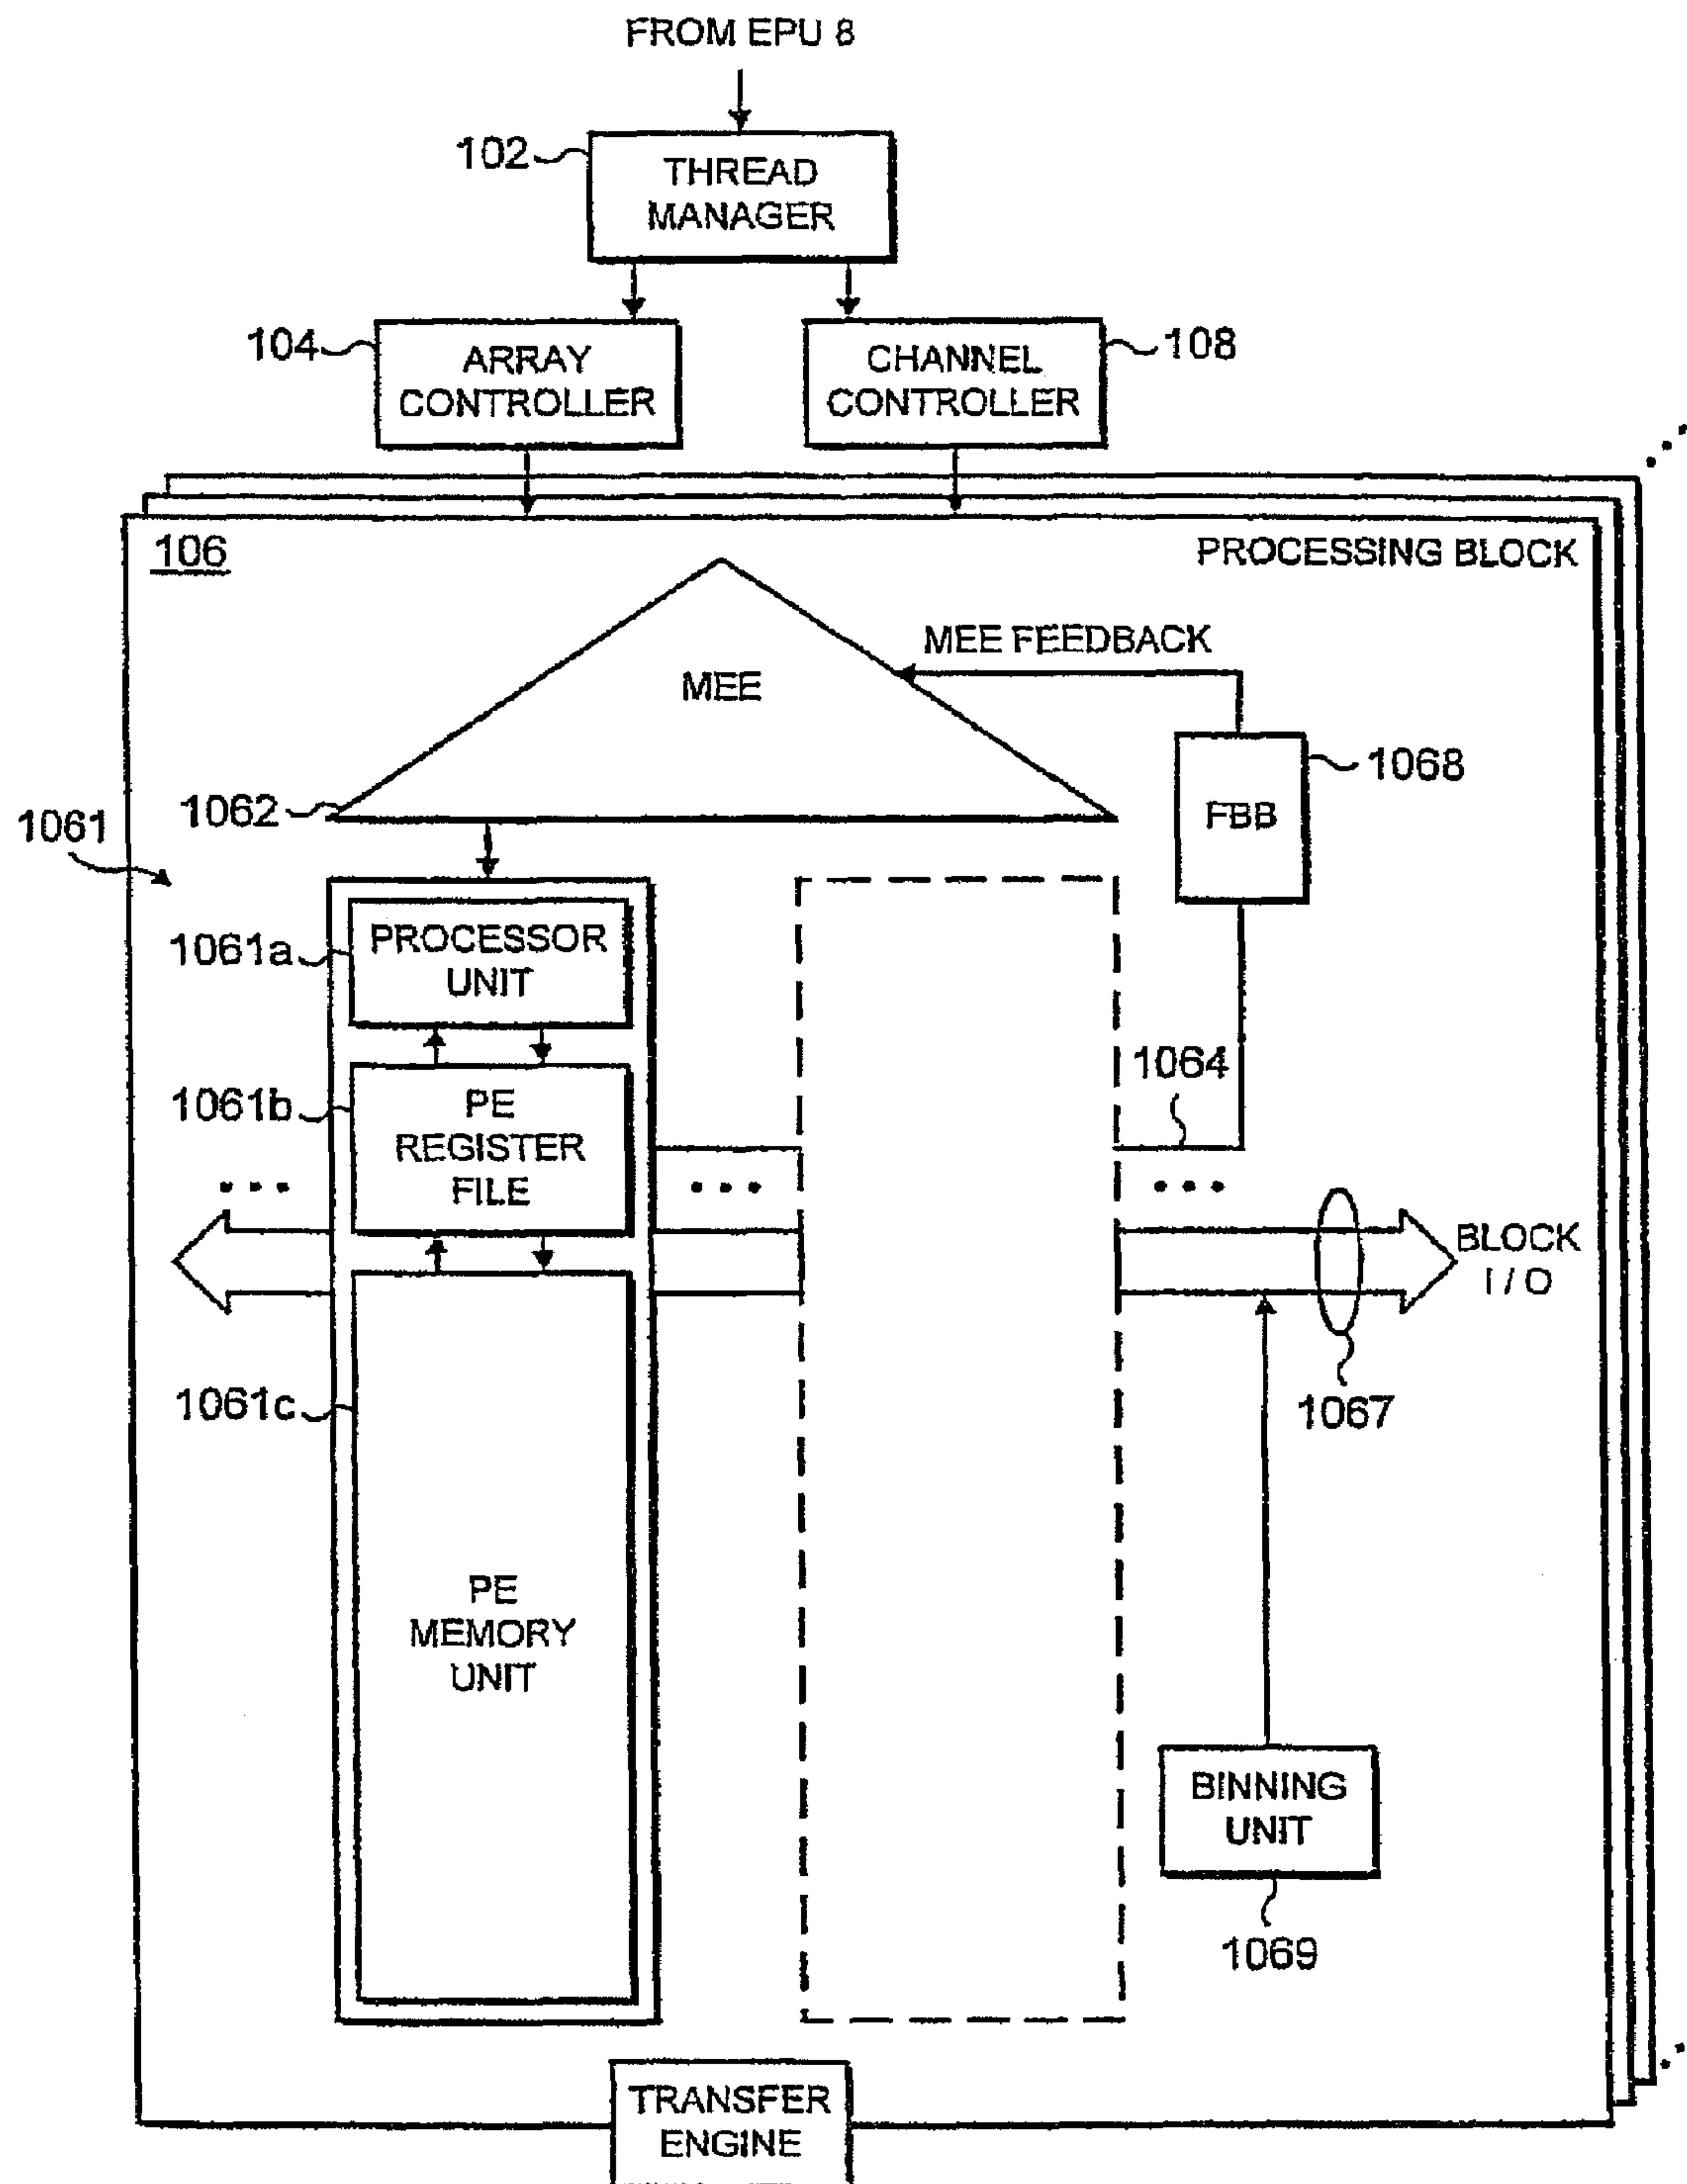 FROM EPU 8
102
THREAD
MANAGER
104
ARRAY
CONTROLLER
CHANNEL
CONTROLLER
108
106
PROCESSING BLOCK
MEE FEEDBACK
MEE
1068
FBB
1062
1061
1061a
PROCESSOR
UNIT
1064
1061b
PE
REGISTER
FILE
BLOCK
I / O
1061c
1067
PE
MEMORY
UNIT
BINNING
UNIT
1069
TRANSFER
ENGINE